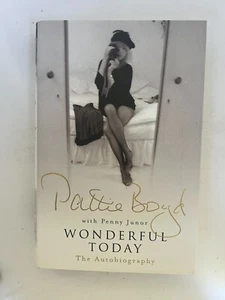 Pattie Boyd
with Penny Junor
WONDERFUL
TODAY
The Autobiography